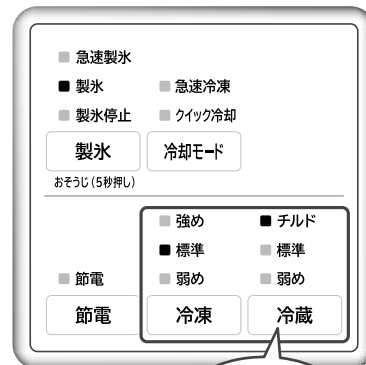 急速製氷
製氷 急速冷凍
製氷停止 クイック冷却
製氷 冷却モード
おそうじ(5秒押し)
強め チルド
標準 標準
節電 弱め 弱め
節電 冷凍 冷蔵